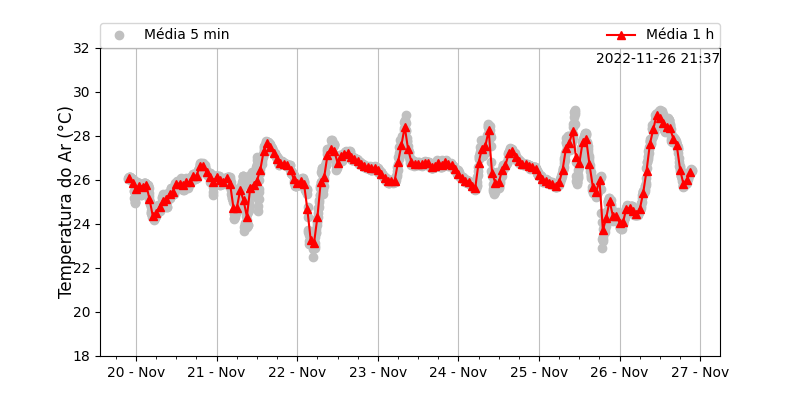 Média 5 min
Média 1 h
2022-11-26 21:37
Temperatura do Ar (°C)
32
30
28
26
24
22
20
18
20 - Nov
21 - Nov
22 - Nov
23 - Nov
24 - Nov
25 - Nov
26 - Nov
27 - Nov